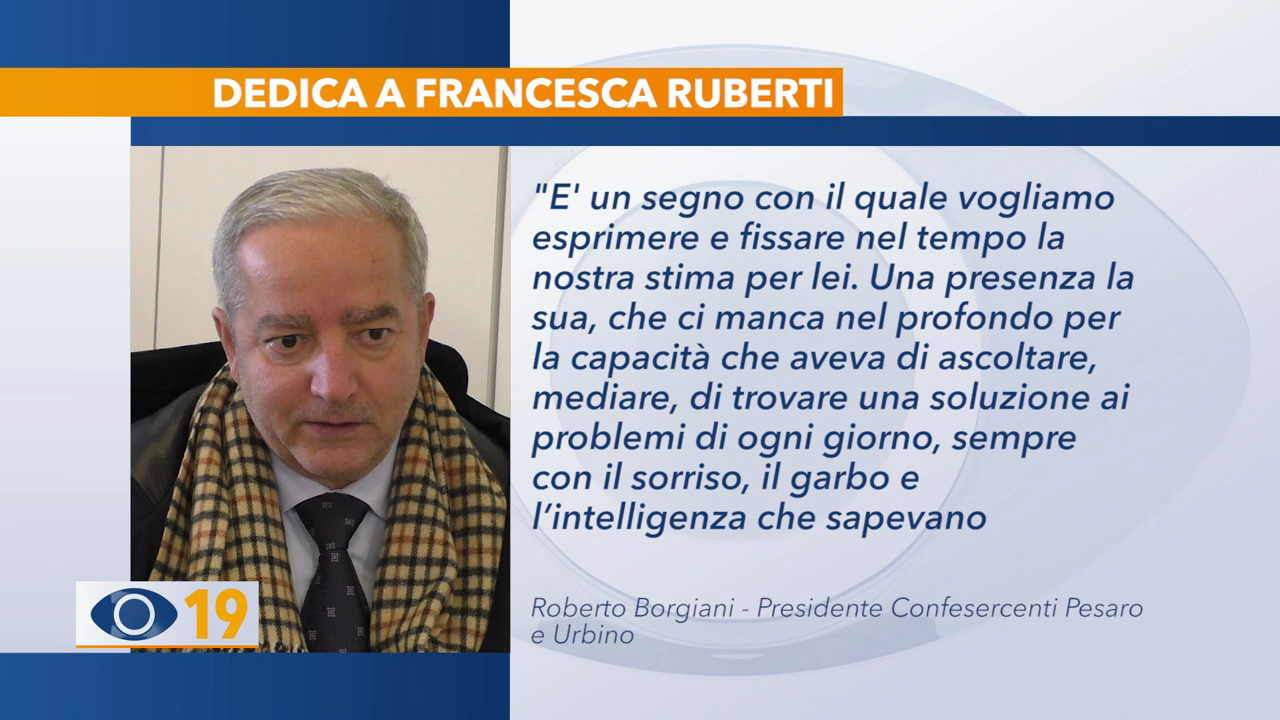 DEDICA A FRANCESCA RUBERTI
"E' un segno con il quale vogliamo
esprimere e fissare nel tempo la
nostra stima per lei. Una presenza la
sua, che ci manca nel profondo per
la capacità che aveva di ascoltare,
mediare, di trovare una soluzione ai
problemi di ogni giorno, sempre
con il sorriso, il garbo e
l’intelligenza che sapevano
Roberto Borgiani - Presidente Confesercenti Pesaro
e Urbino
19